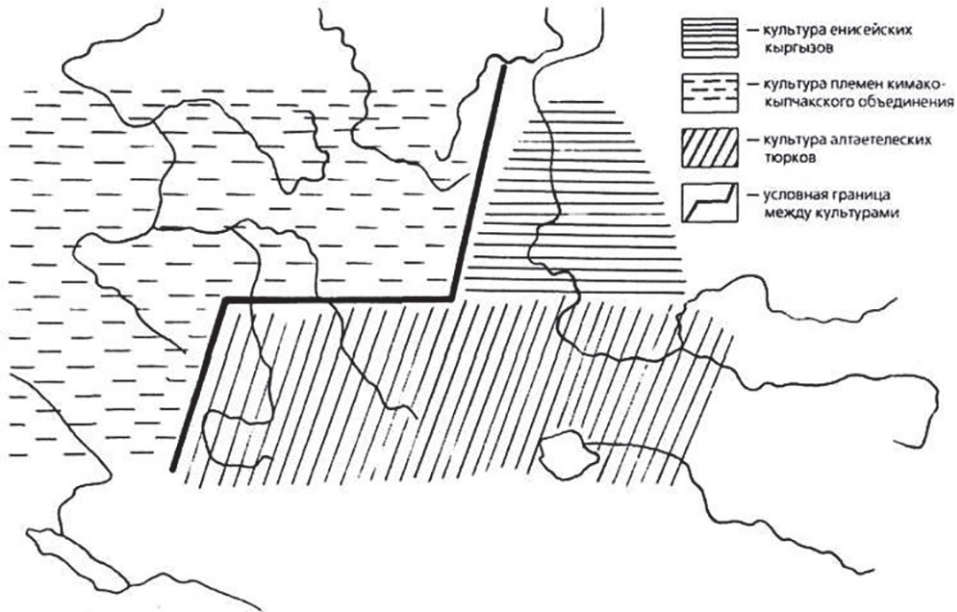 — культура енисейских
кыргызов
— культура племен кимако-
кыпчакского объединения
— культура алтаетелеских
тюрков
— условная граница
между культурами